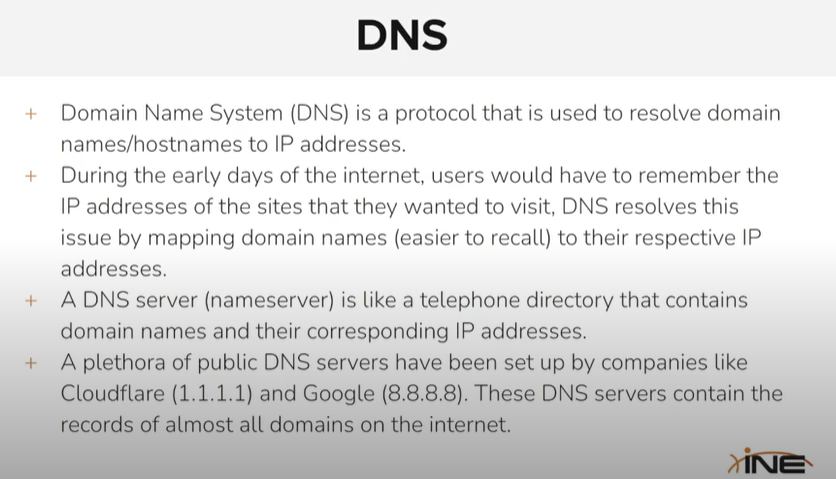 DNS
+ Domain Name System (DNS) is a protocol that is used to resolve domain
names/hostnames to IP addresses.
+ During the early days of the internet, users would have to remember the
IP addresses of the sites that they wanted to visit, DNS resolves this
issue by mapping domain names (easier to recall) to their respective IP
addresses.
+ A DNS server (nameserver) is like a telephone directory that contains
domain names and their corresponding IP addresses.
+ A plethora of public DNS servers have been set up by companies like
Cloudflare (1.1.1.1) and Google (8.8.8.8). These DNS servers contain the
records of almost all domains on the internet.
INE